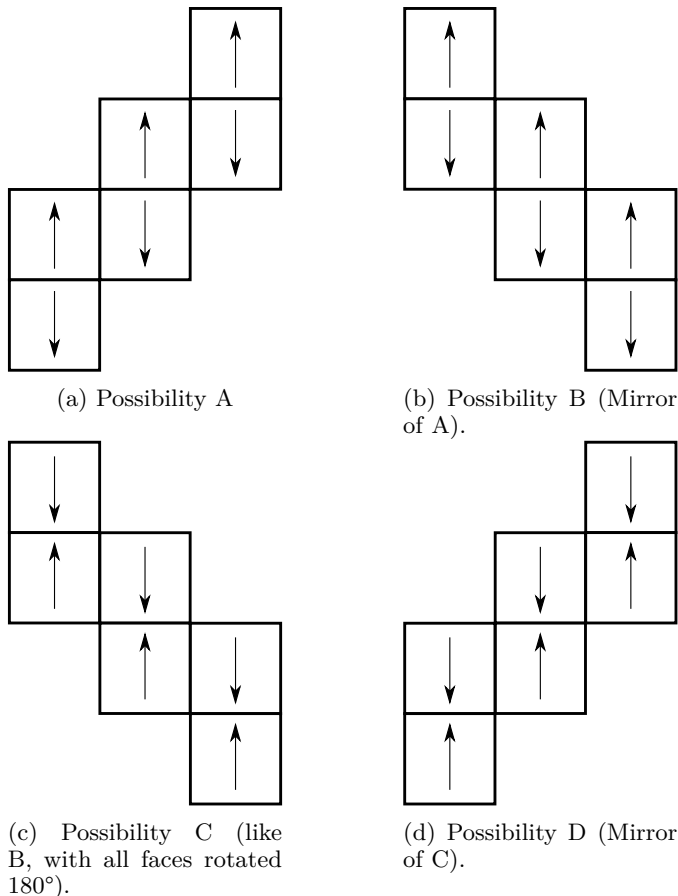 (a) Possibility A
(b) Possibility B (Mirror
of A).
(c) Possibility C (like
B, with all faces rotated
180°).
(d) Possibility D (Mirror
of C).